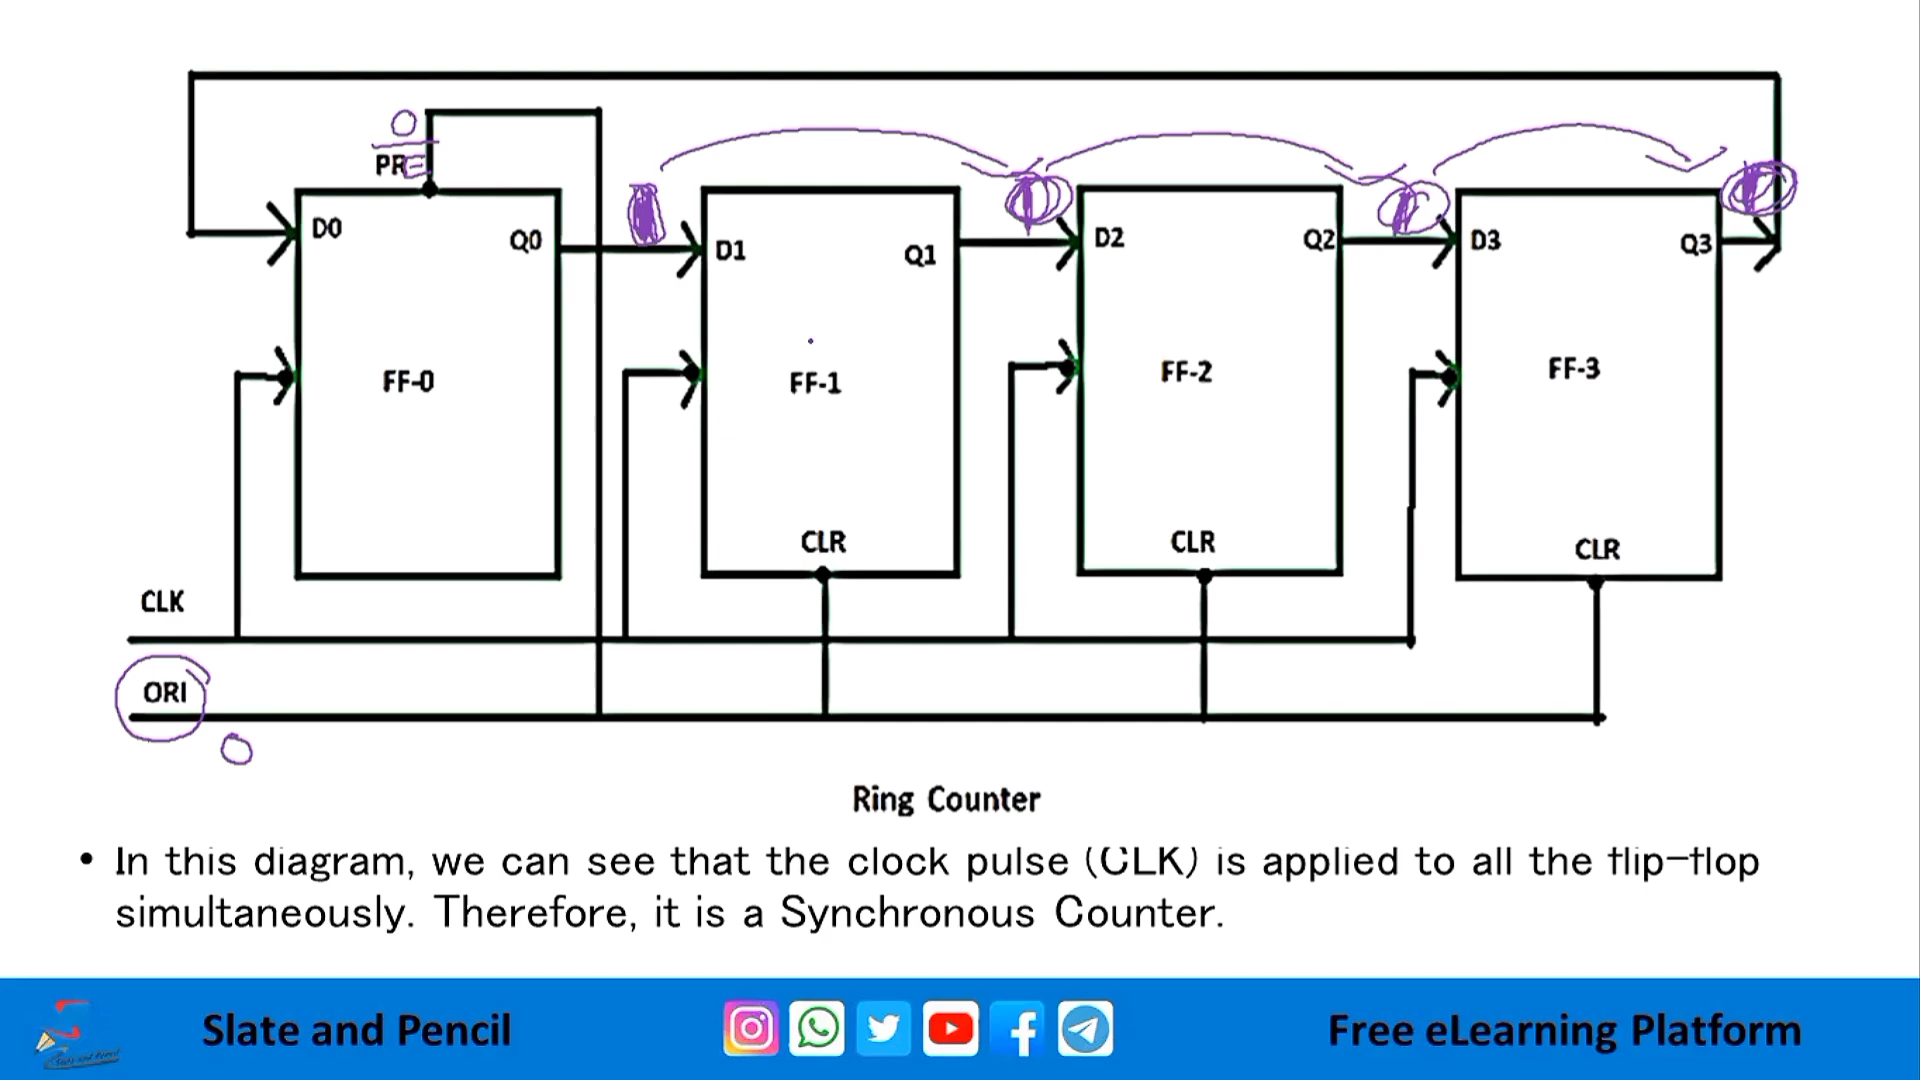 O
PRE
D0
Q0
D1
Q1
D2
Q2
D3
Q3
FF-0
FF-1
FF-2
FF-3
CLR
CLR
CLR
CLK
ORI
O
Ring Counter
• In this diagram, we can see that the clock pulse (CLK) is applied to all the flip-flop
simultaneously. Therefore, it is a Synchronous Counter.
Slate and Pencil
Free eLearning Platform